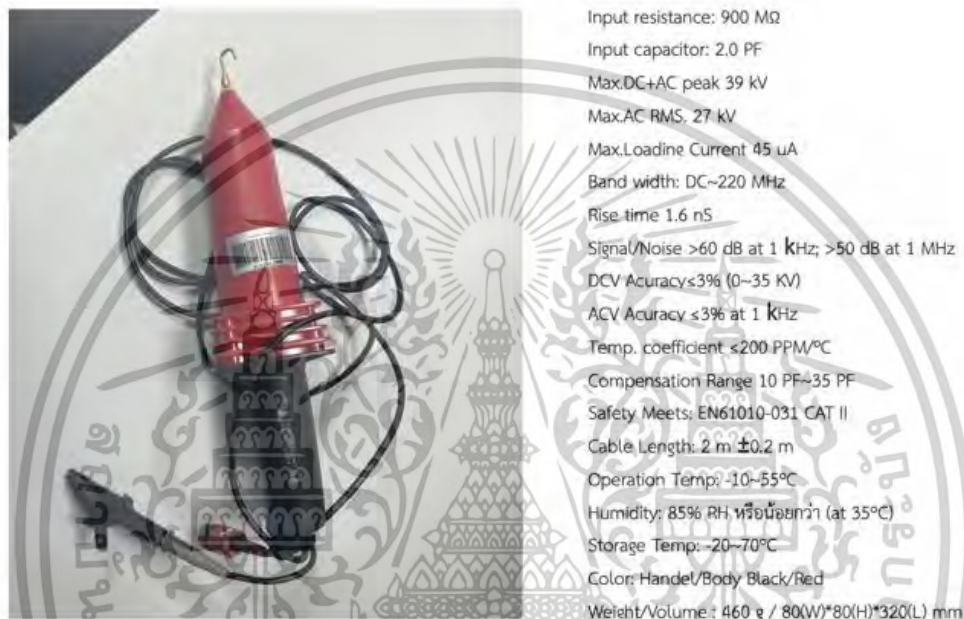 Input resistance: 900 MΩ
Input capacitor: 2.0 PF
Max.DC+AC peak 39 kV
Max.AC RMS. 27 kV
Max.Loading Current 45 uA
Band width: DC~220 MHz
Rise time 1.6 nS
Signal/Noise >60 dB at 1 kHz; >50 dB at 1 MHz
DCV Acuracy≤3% (0~35 KV)
ACV Acuracy ≤3% at 1 kHz
Temp. coefficient ≤200 PPM/ºC
Compensation Range 10 PF~35 PF
Safety Meets: EN61010-031 CAT II
Cable Length: 2 m ±0.2 m
Operation Temp: -10~55ºC
Humidity: 85% RH หรือน้อยกว่า (at 35ºC)
Storage Temp: -20~70ºC
Color: Handel/Body Black/Red
Weight/Volume : 460 g / 80(W)*80(H)*320(L) mm